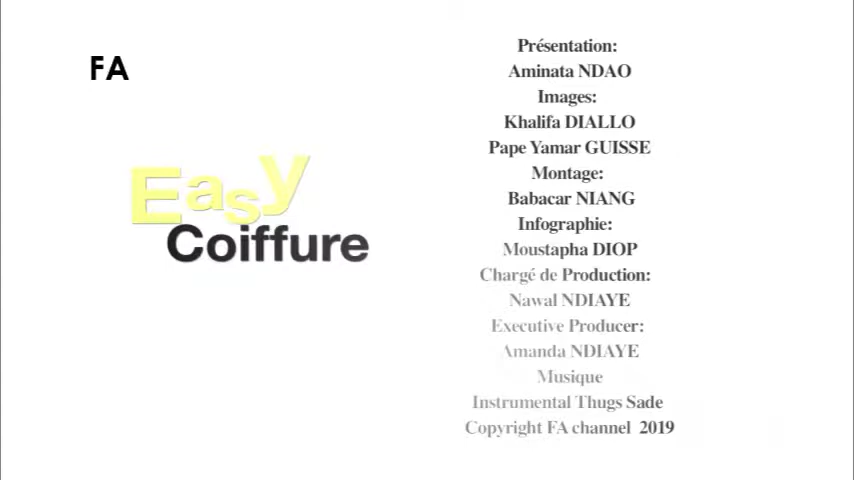 FA
Easy
Coiffure
Présentation:
Aminata NDAO
Images:
Khalifa DIALLO
Pape Yamar GUISSE
Montage:
Babacar NIANG
Infographie:
Moustapha DIOP
Chargé de Production:
Nawal NDIAYE
Executive Producer:
Amanda NDIAYE
Musique
Instrumental Thugs Sade
Copyright FA channel 2019